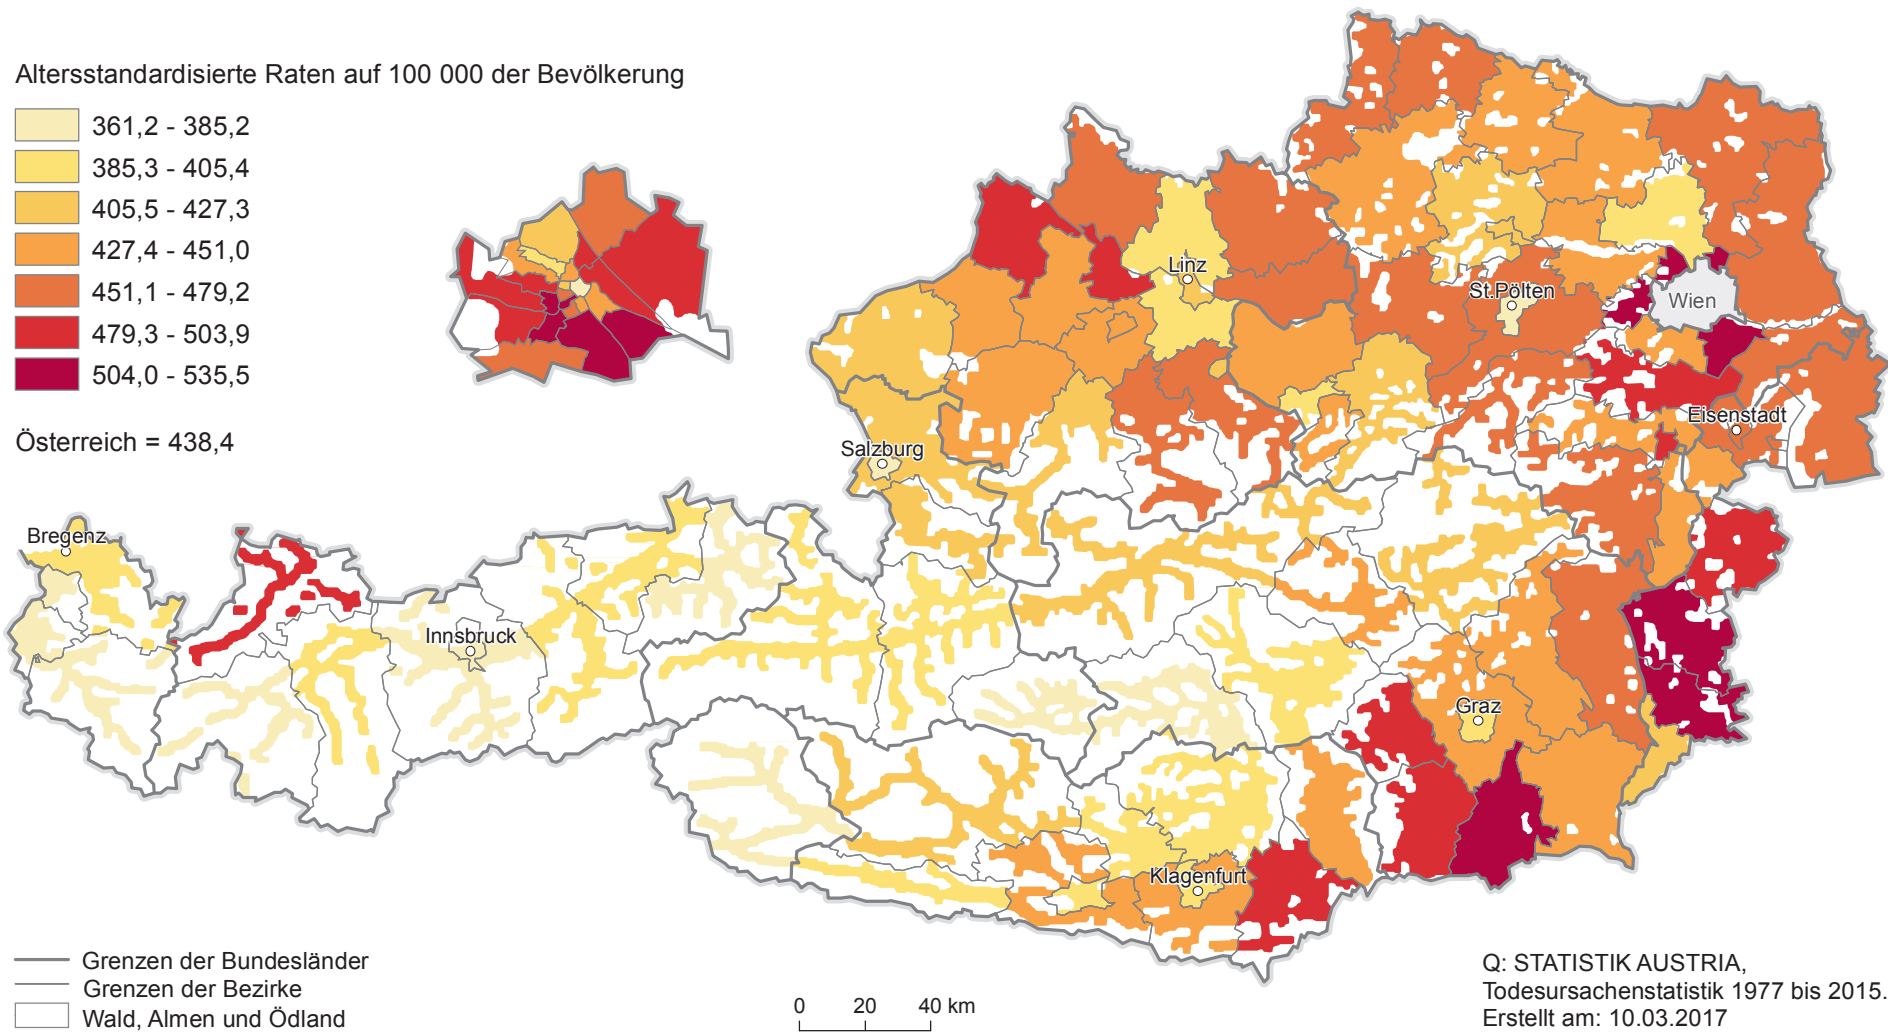 Altersstandardisierte Raten auf 100 000 der Bevölkerung
361,2 - 385,2
385,3 - 405,4
405,5 - 427,3
427,4 - 451,0
451,1 - 479,2
479,3 - 503,9
504,0 - 535,5
Österreich = 438,4
Linz
St.Pölten
Wien
Eisenstadt
Salzburg
Bregenz
Innsbruck
Graz
Klagenfurt
Grenzen der Bundesländer
Grenzen der Bezirke
Wald, Almen und Ödland
0 20 40 km
Q: STATISTIK AUSTRIA,
Todesursachenstatistik 1977 bis 2015.
Erstellt am: 10.03.2017